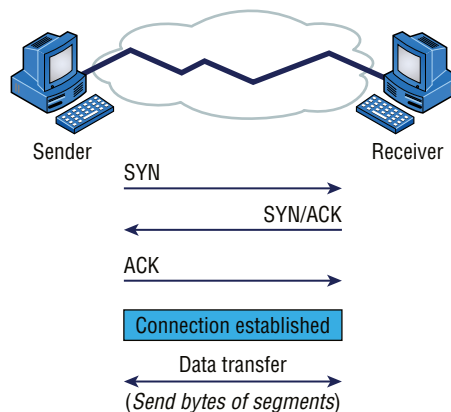 Sender
Receiver
SYN
SYN/ACK
ACK
Connection established
Data transfer
(Send bytes of segments)